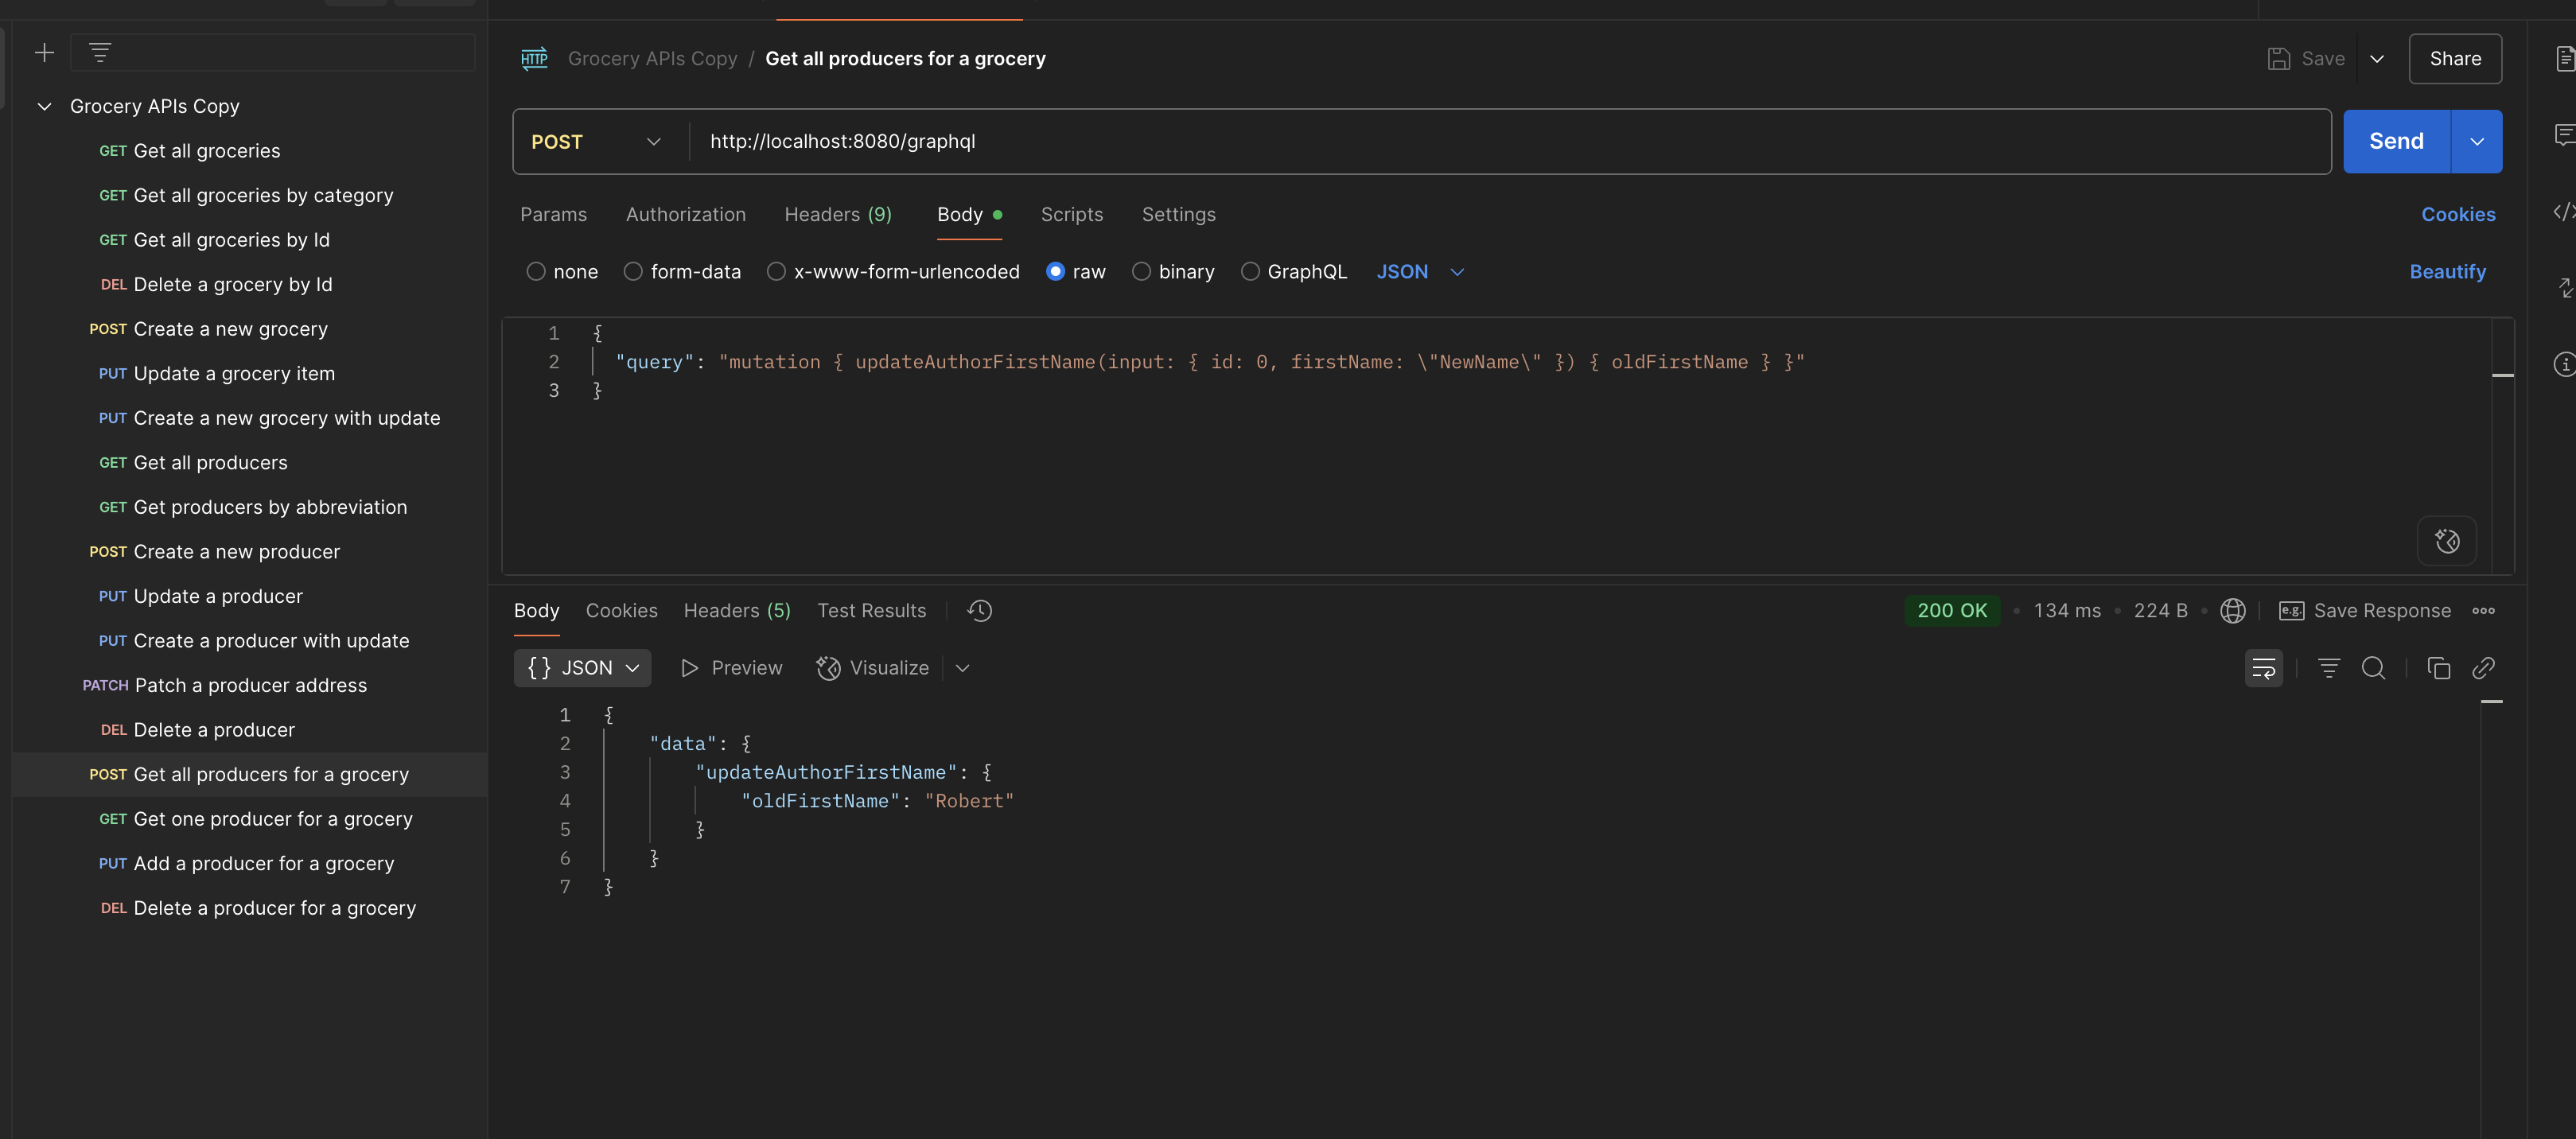 Grocery APIs Copy
GET Get all groceries
GET Get all groceries by category
GET Get all groceries by Id
DEL Delete a grocery by Id
POST Create a new grocery
PUT Update a grocery item
PUT Create a new grocery with update
GET Get all producers
GET Get producers by abbreviation
POST Create a new producer
PUT Update a producer
PUT Create a producer with update
PATCH Patch a producer address
DEL Delete a producer
POST Get all producers for a grocery
GET Get one producer for a grocery
PUT Add a producer for a grocery
DEL Delete a producer for a grocery
HTTP Grocery APIs Copy / Get all producers for a grocery Save Share
POST http://localhost:8080/graphql Send
Params Authorization Headers (9) Body Scripts Settings Cookies
none form-data x-www-form-urlencoded raw binary GraphQL JSON Beautify
1 {
2 "query": "mutation { updateAuthorFirstName(input: { id: 0, firstName: \"NewName\" }) { oldFirstName } }"
3 }
Body Cookies Headers (5) Test Results 200 OK • 134 ms • 224 B • e.g. Save Response
{ } JSON Preview Visualize
1 {
2 "data": {
3 "updateAuthorFirstName": {
4 "oldFirstName": "Robert"
5 }
6 }
7 }